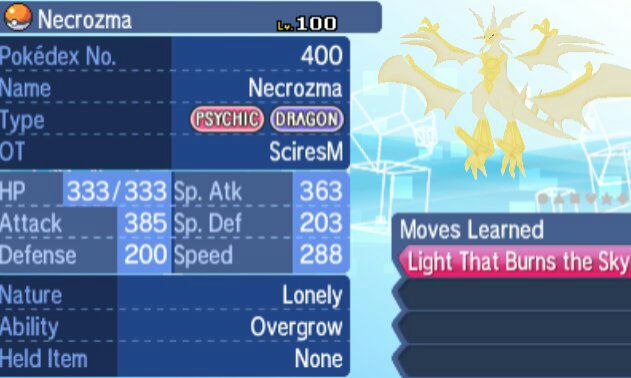 Necrozma Lv. 100
Pokédex No. 400
Name Necrozma
Type PSYCHIC DRAGON
OT SciresM
HP 333/333 Sp. Atk 363
Attack 385 Sp. Def 203
Defense 200 Speed 288
Nature Lonely
Ability Overgrow
Held Item None
Moves Learned
Light That Burns the Sky